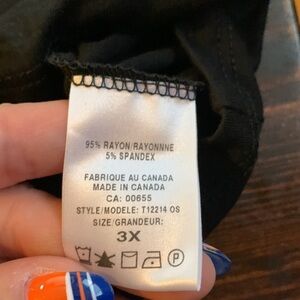 95% RAYON/RAYONNNE
5% SPANDEX
FABRIQUE AU CANADA
MADE IN CANADA
CA: 00655
STYLE/MODELE: T12214 OS
SIZE/GRANDEUR:
3X
P